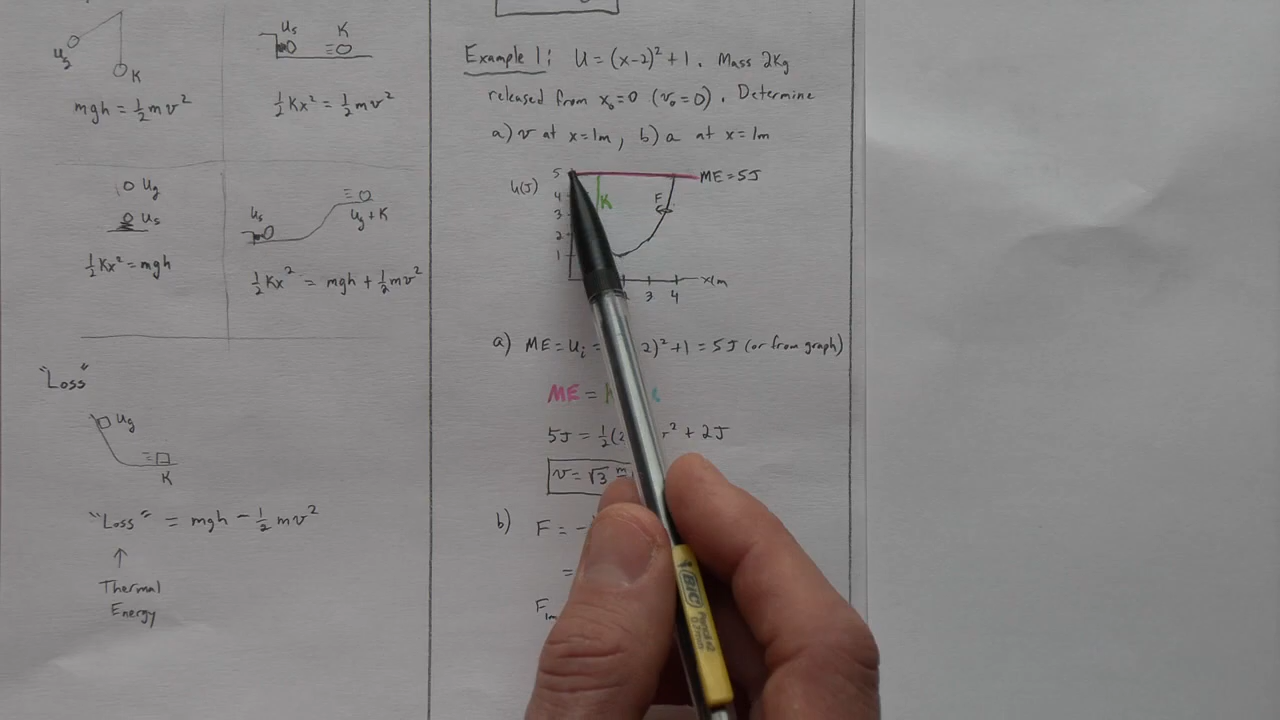 Ug
K
mgh = ½mv²
Us K
½Kx² = ½mv²
Ug
Us
½Kx² = mgh
Us
Ug + K
½Kx² = mgh + ½mv²
"Loss"
Ug
K
"Loss" = mgh - ½mv²
↑
Thermal
Energy
Example 1: U = (x-2)² + 1. Mass 2Kg
released from x₀=0 (v₀=0). Determine
a) v at x=1m, b) a at x=1m
U(J)
5
4
3
2
1
ME=5J
K
F
3 4
x/m
a) ME = Ui = 2)² + 1 = 5J (or from graph)
ME =
5J = ½(2 v² + 2J
v = √3 m
b) F = -
=
F1m
BIC